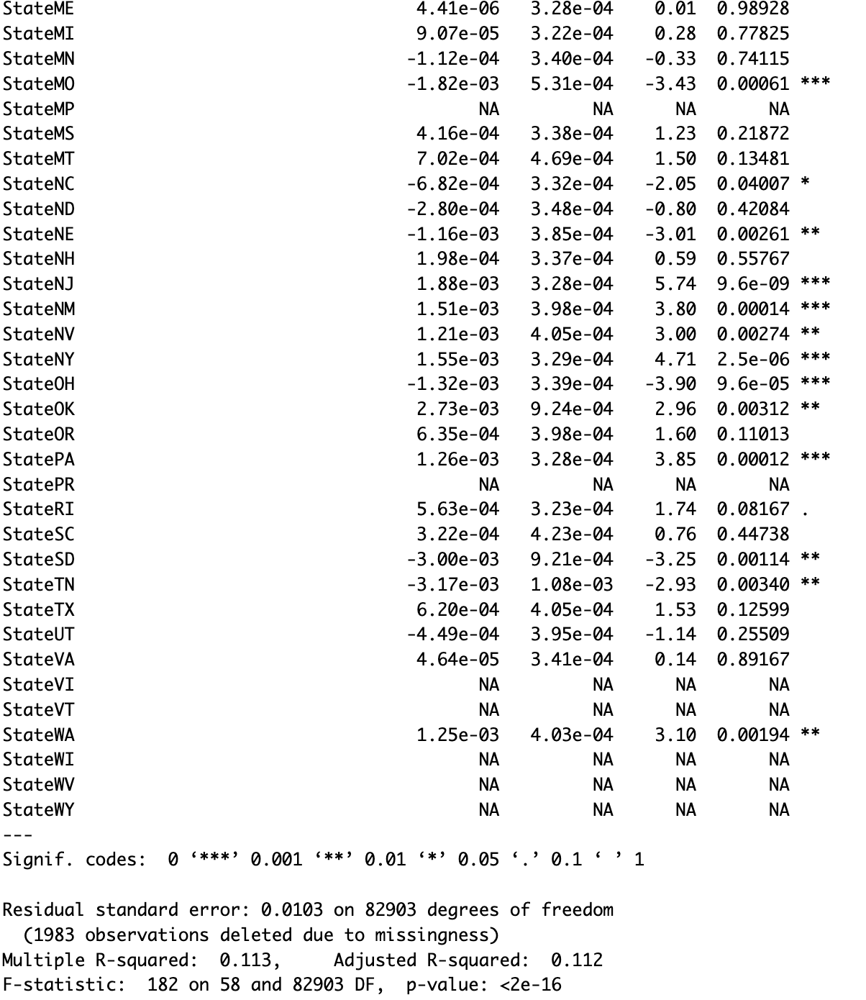 StateME 4.41e-06 3.28e-04 0.01 0.98928
StateMI 9.07e-05 3.22e-04 0.28 0.77825
StateMN -1.12e-04 3.40e-04 -0.33 0.74115
StateMO -1.82e-03 5.31e-04 -3.43 0.00061 ***
StateMP NA NA NA NA
StateMS 4.16e-04 3.38e-04 1.23 0.21872
StateMT 7.02e-04 4.69e-04 1.50 0.13481
StateNC -6.82e-04 3.32e-04 -2.05 0.04007 *
StateND -2.80e-04 3.48e-04 -0.80 0.42084
StateNE -1.16e-03 3.85e-04 -3.01 0.00261 **
StateNH 1.98e-04 3.37e-04 0.59 0.55767
StateNJ 1.88e-03 3.28e-04 5.74 9.6e-09 ***
StateNM 1.51e-03 3.98e-04 3.80 0.00014 ***
StateNV 1.21e-03 4.05e-04 3.00 0.00274 **
StateNY 1.55e-03 3.29e-04 4.71 2.5e-06 ***
StateOH -1.32e-03 3.39e-04 -3.90 9.6e-05 ***
StateOK 2.73e-03 9.24e-04 2.96 0.00312 **
StateOR 6.35e-04 3.98e-04 1.60 0.11013
StatePA 1.26e-03 3.28e-04 3.85 0.00012 ***
StatePR NA NA NA NA
StateRI 5.63e-04 3.23e-04 1.74 0.08167 .
StateSC 3.22e-04 4.23e-04 0.76 0.44738
StateSD -3.00e-03 9.21e-04 -3.25 0.00114 **
StateTN -3.17e-03 1.08e-03 -2.93 0.00340 **
StateTX 6.20e-04 4.05e-04 1.53 0.12599
StateUT -4.49e-04 3.95e-04 -1.14 0.25509
StateVA 4.64e-05 3.41e-04 0.14 0.89167
StateVI NA NA NA NA
StateVT NA NA NA NA
StateWA 1.25e-03 4.03e-04 3.10 0.00194 **
StateWI NA NA NA NA
StateWV NA NA NA NA
StateWY NA NA NA NA
---
Signif. codes: 0 ‘***’ 0.001 ‘**’ 0.01 ‘*’ 0.05 ‘.’ 0.1 ‘ ’ 1
Residual standard error: 0.0103 on 82903 degrees of freedom
(1983 observations deleted due to missingness)
Multiple R-squared: 0.113, Adjusted R-squared: 0.112
F-statistic: 182 on 58 and 82903 DF, p-value: <2e-16